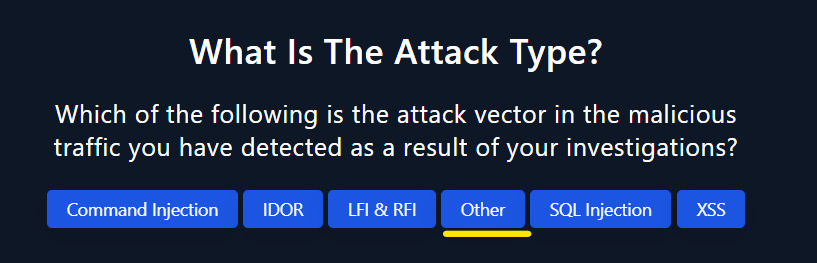 What Is The Attack Type?
Which of the following is the attack vector in the malicious
traffic you have detected as a result of your investigations?
Command Injection IDOR LFI & RFI Other SQL Injection XSS